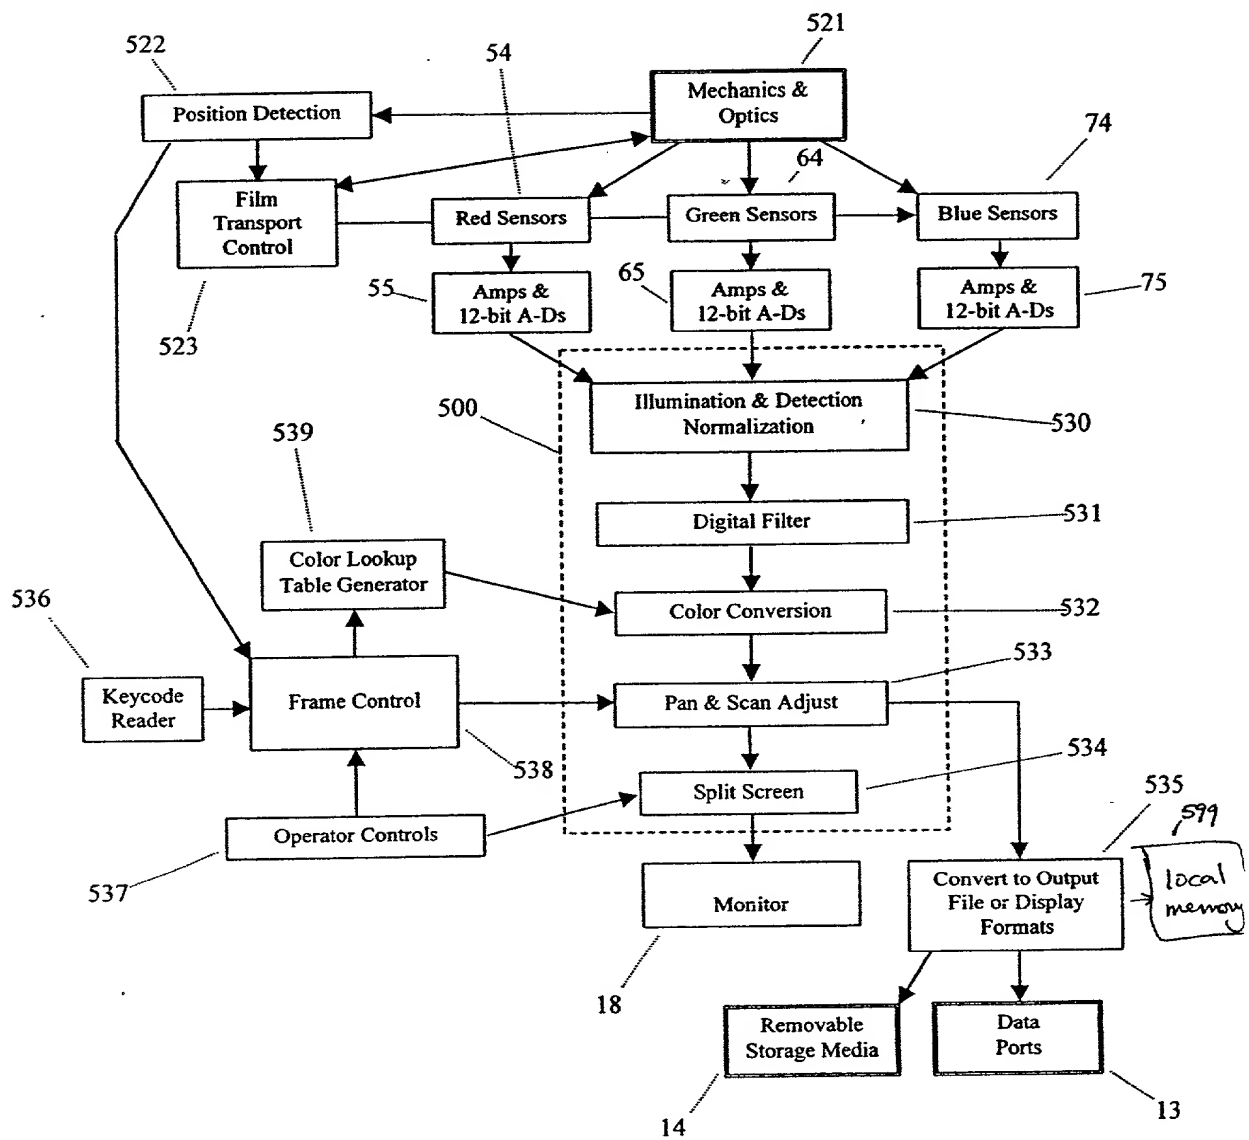 521
522
54
Mechanics &
Optics
Position Detection
74
64
Film
Transport
Control
Red Sensors
Green Sensors
Blue Sensors
55
Amps &
12-bit A-Ds
65
Amps &
12-bit A-Ds
Amps &
12-bit A-Ds
75
523
500
Illumination & Detection
Normalization
530
539
Digital Filter
531
Color Lookup
Table Generator
536
Color Conversion
532
533
Keycode
Reader
Frame Control
Pan & Scan Adjust
538
534
Split Screen
535
599
Operator Controls
537
Monitor
Convert to Output
File or Display
Formats
local
memory
18
Removable
Storage Media
Data
Ports
14
13